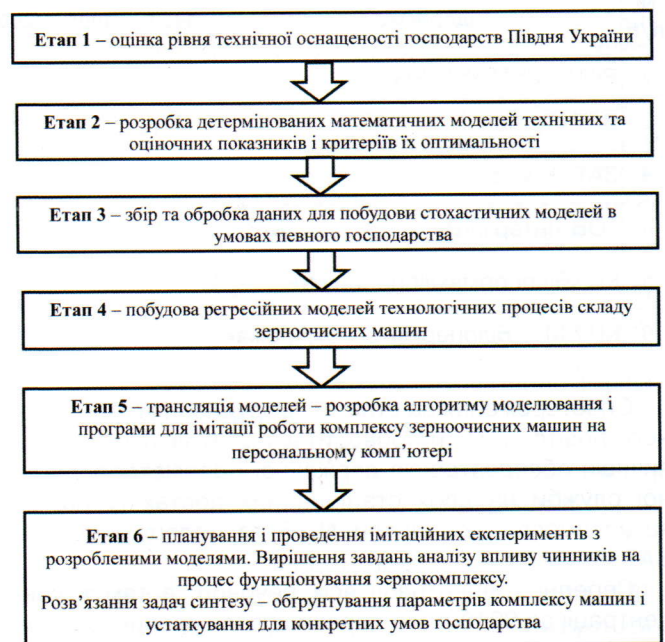 Етап 1 – оцінка рівня технічної оснащеності господарств Півдня України
Етап 2 – розробка детермінованих математичних моделей технічних та
оціночних показників і критеріїв їх оптимальності
Етап 3 – збір та обробка даних для побудови стохастичних моделей в
умовах певного господарства
Етап 4 – побудова регресійних моделей технологічних процесів складу
зерноочисних машин
Етап 5 – трансляція моделей – розробка алгоритму моделювання і
програми для імітації роботи комплексу зерноочисних машин на
персональному комп’ютері
Етап 6 – планування і проведення імітаційних експериментів з
розробленими моделями. Вирішення завдань аналізу впливу чинників на
процес функціонування зернокомплексу.
Розв’язання задач синтезу – обґрунтування параметрів комплексу машин і
устаткування для конкретних умов господарства